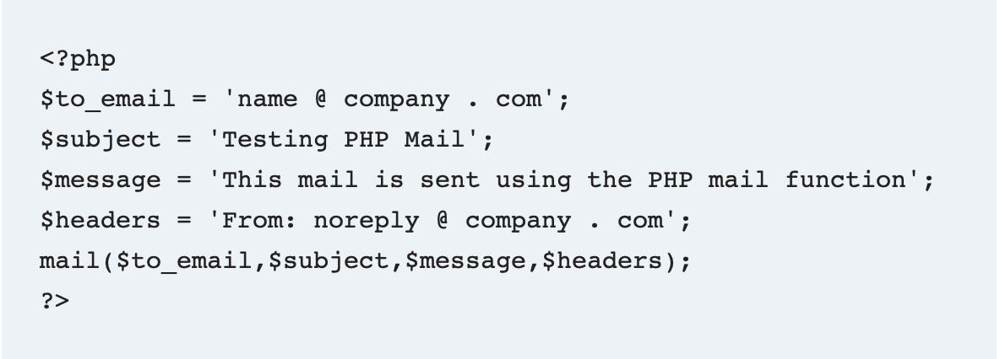 <?php
$to_email = 'name @ company . com';
$subject = 'Testing PHP Mail';
$message = 'This mail is sent using the PHP mail function';
$headers = 'From: noreply @ company . com';
mail($to_email,$subject,$message,$headers);
?>